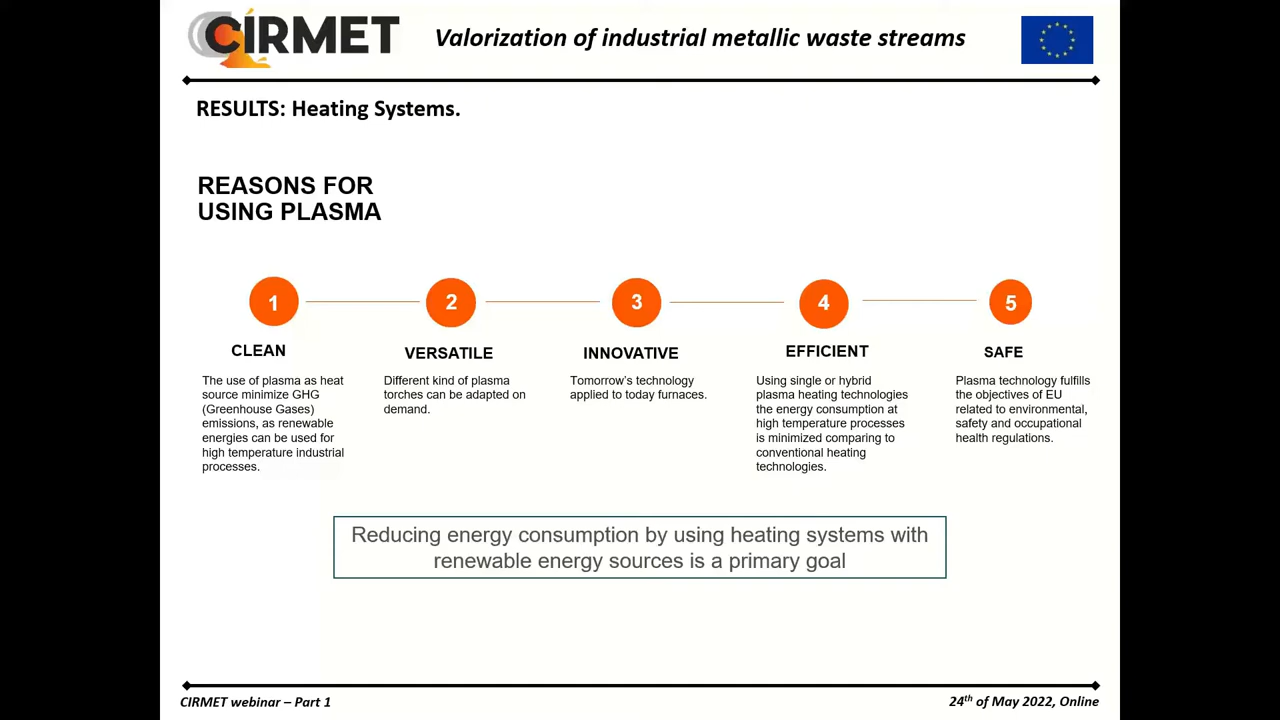 CIRMET
Valorization of industrial metallic waste streams
RESULTS: Heating Systems.
REASONS FOR
USING PLASMA
1
2
3
4
5
CLEAN
The use of plasma as heat
source minimize GHG
(Greenhouse Gases)
emissions, as renewable
energies can be used for
high temperature industrial
processes.
VERSATILE
Different kind of plasma
torches can be adapted on
demand.
INNOVATIVE
Tomorrow's technology
applied to today furnaces.
EFFICIENT
Using single or hybrid
plasma heating technologies
the energy consumption at
high temperature processes
is minimized comparing to
conventional heating
technologies.
SAFE
Plasma technology fulfills
the objectives of EU
related to environmental,
safety and occupational
health regulations.
Reducing energy consumption by using heating systems with
renewable energy sources is a primary goal
CIRMET webinar – Part 1
24th of May 2022, Online